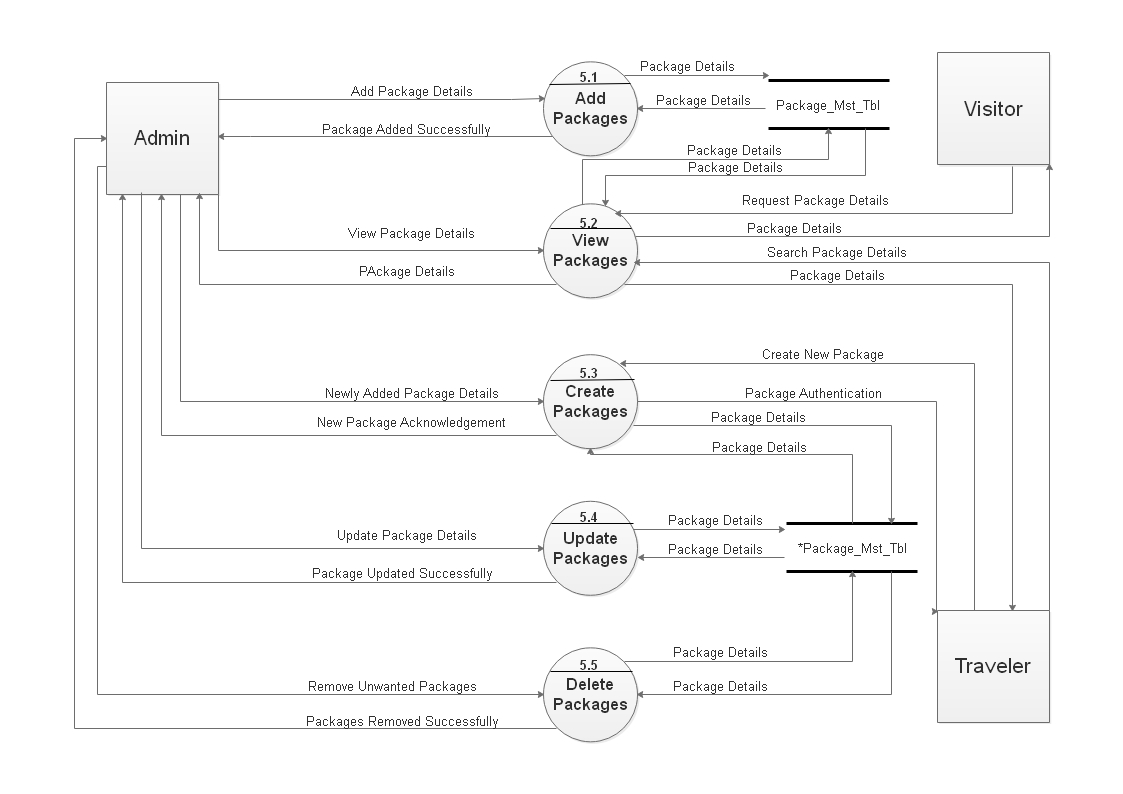 Package Details
5.1
Add Package Details
Add
Packages
Package Details
Package_Mst_Tbl
Visitor
Admin
Package Added Successfully
Package Details
Package Details
Request Package Details
5.2
View Package Details
View
Packages
Package Details
Search Package Details
PAckage Details
Package Details
Create New Package
5.3
Newly Added Package Details
Create
Packages
Package Authentication
New Package Acknowledgement
Package Details
Package Details
5.4
Package Details
Update Package Details
Update
Packages
Package Details
*Package_Mst_Tbl
Package Updated Successfully
Package Details
5.5
Traveler
Remove Unwanted Packages
Delete
Packages
Package Details
Packages Removed Successfully